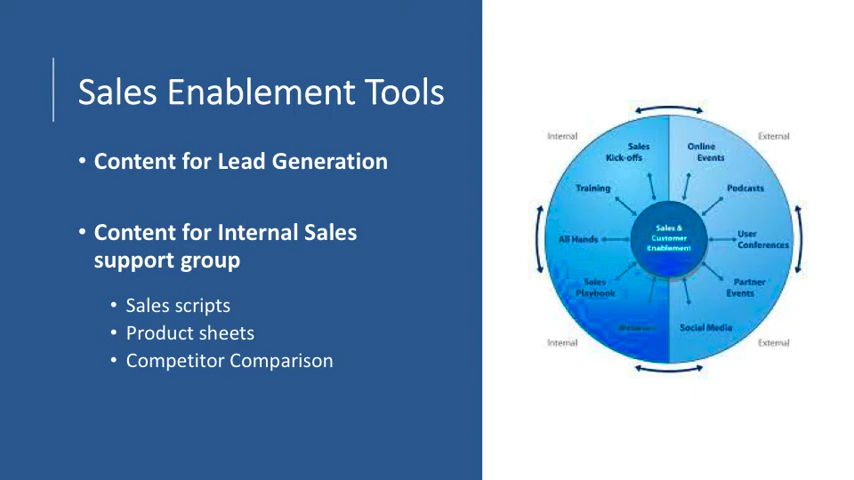 Sales Enablement Tools
• Content for Lead Generation
• Content for Internal Sales
support group
• Sales scripts
• Product sheets
• Competitor Comparison
Internal
External
Sales
Kick-offs
Online
Events
Training
Podcasts
All Hands
Sales &
Customer
Enablement
User
Conferences
Sales
Playbook
Partner
Events
Webinars
Social Media
Internal
External